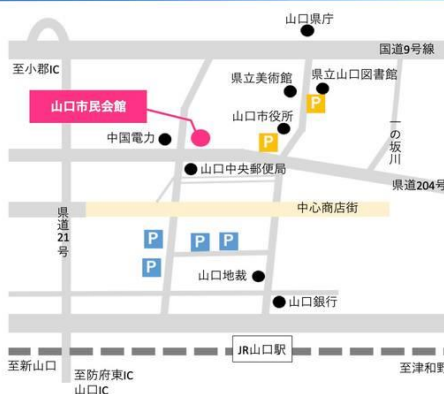 山口県庁
国道9号線
至小郡IC
県立美術館
県立山口図書館
山口市民会館
P
山口市役所
中国電力
P
一の坂川
山口中央郵便局
県道204号
中心商店街
県道21号
P
P
P
P
山口地裁
山口銀行
JR山口駅
至新山口
至津和野
至防府東IC
山口IC